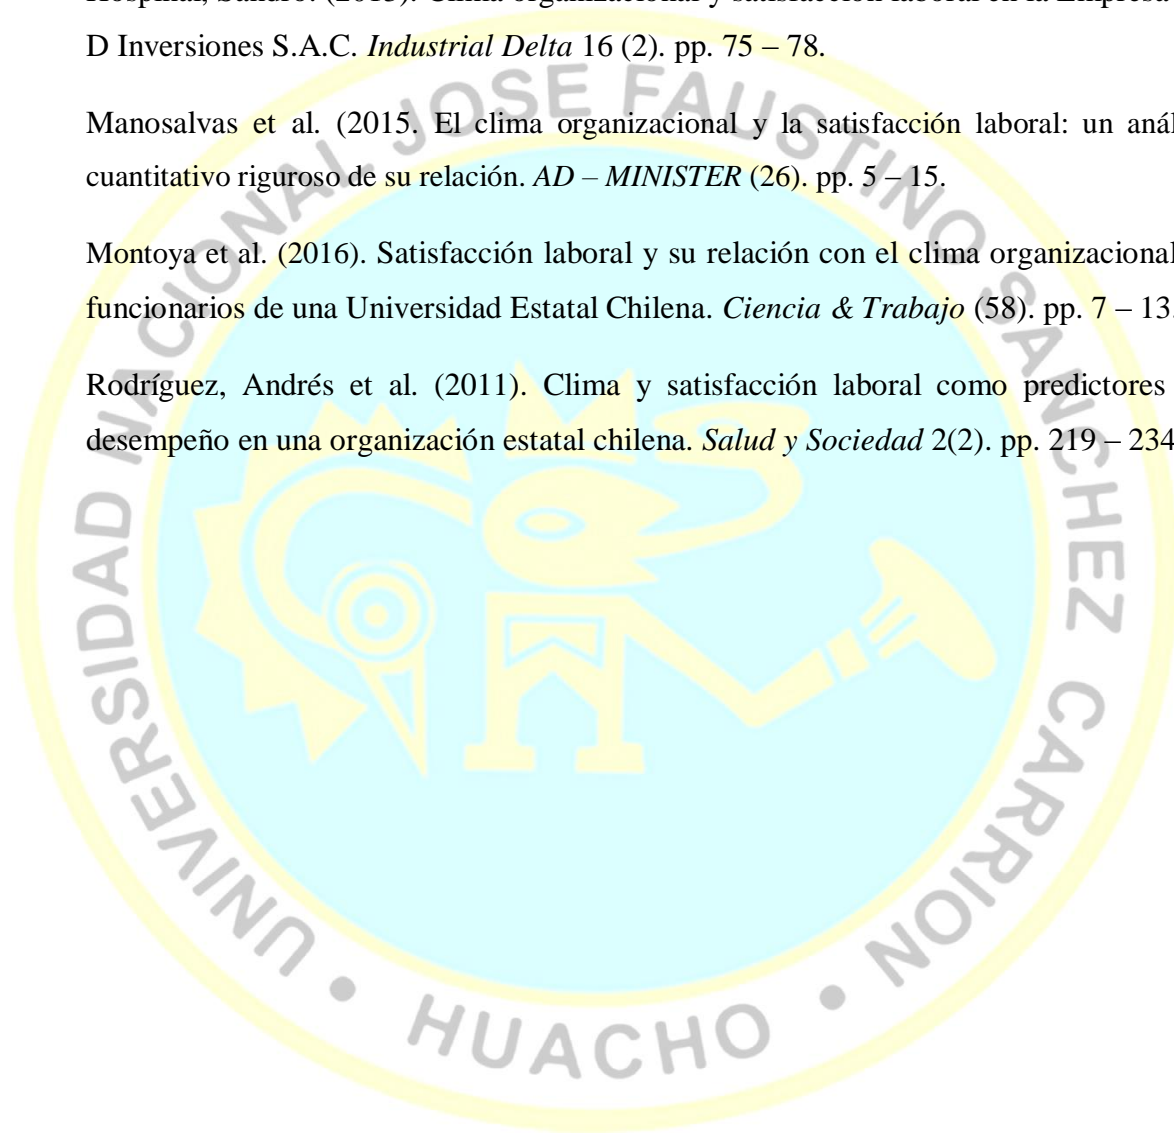 D Inversiones S.A.C. Industrial Delta 16 (2). pp. 75 – 78.
Manosalvas et al. (2015. El clima organizacional y la satisfacción laboral: un
cuantitativo riguroso de su relación. AD – MINISTER (26). pp. 5 – 15.
Montoya et al. (2016). Satisfacción laboral y su relación con el clima organizacional
funcionarios de una Universidad Estatal Chilena. Ciencia & Trabajo (58). pp. 7 – 13.
Rodríguez, Andrés et al. (2011). Clima y satisfacción laboral como predictores
desempeño en una organización estatal chilena. Salud y Sociedad 2(2). pp. 219 – 234
UNIVERSIDAD NACIONAL JOSE FAUSTINO SANCHEZ CARRION
• HUACHO •